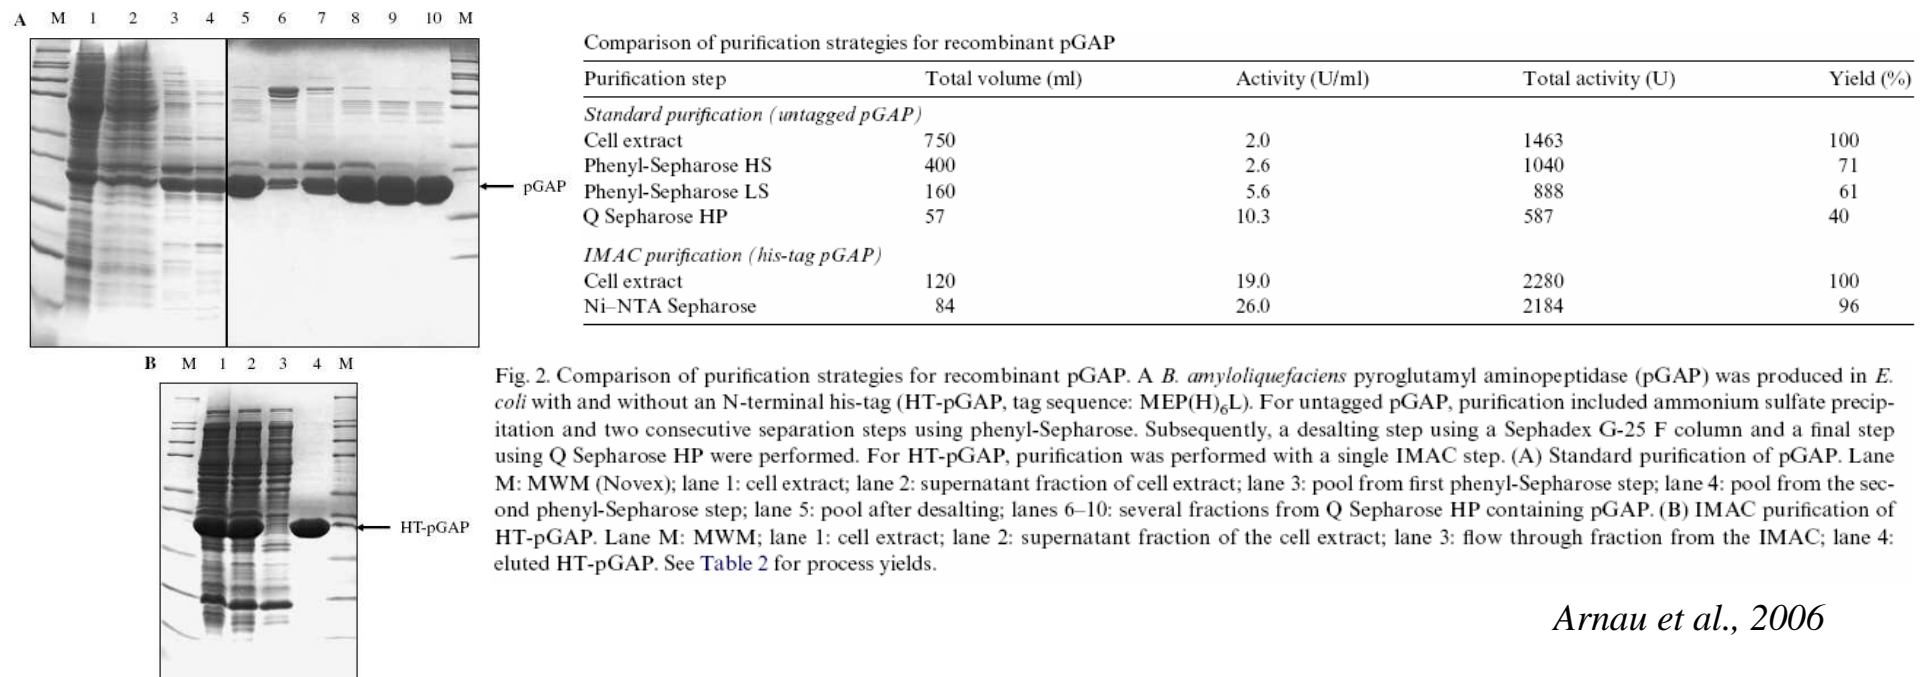 A M 1 2 3 4 5 6 7 8 9 10 M
pGAP
B M 1 2 3 4 M
HT-pGAP
Comparison of purification strategies for recombinant pGAP
Purification step Total volume (ml) Activity (U/ml) Total activity (U) Yield (%)
Standard purification (untagged pGAP)
Cell extract 750 2.0 1463 100
Phenyl-Sepharose HS 400 2.6 1040 71
Phenyl-Sepharose LS 160 5.6 888 61
Q Sepharose HP 57 10.3 587 40
IMAC purification (his-tag pGAP)
Cell extract 120 19.0 2280 100
Ni–NTA Sepharose 84 26.0 2184 96
Fig. 2. Comparison of purification strategies for recombinant pGAP. A B. amyloliquefaciens pyroglutamyl aminopeptidase (pGAP) was produced in E.
coli with and without an N-terminal his-tag (HT-pGAP, tag sequence: MEP(H)6L). For untagged pGAP, purification included ammonium sulfate precip-
itation and two consecutive separation steps using phenyl-Sepharose. Subsequently, a desalting step using a Sephadex G-25 F column and a final step
using Q Sepharose HP were performed. For HT-pGAP, purification was performed with a single IMAC step. (A) Standard purification of pGAP. Lane
M: MWM (Novex); lane 1: cell extract; lane 2: supernatant fraction of cell extract; lane 3: pool from first phenyl-Sepharose step; lane 4: pool from the sec-
ond phenyl-Sepharose step; lane 5: pool after desalting; lanes 6–10: several fractions from Q Sepharose HP containing pGAP. (B) IMAC purification of
HT-pGAP. Lane M: MWM; lane 1: cell extract; lane 2: supernatant fraction of the cell extract; lane 3: flow through fraction from the IMAC; lane 4:
eluted HT-pGAP. See Table 2 for process yields.
Arnau et al., 2006